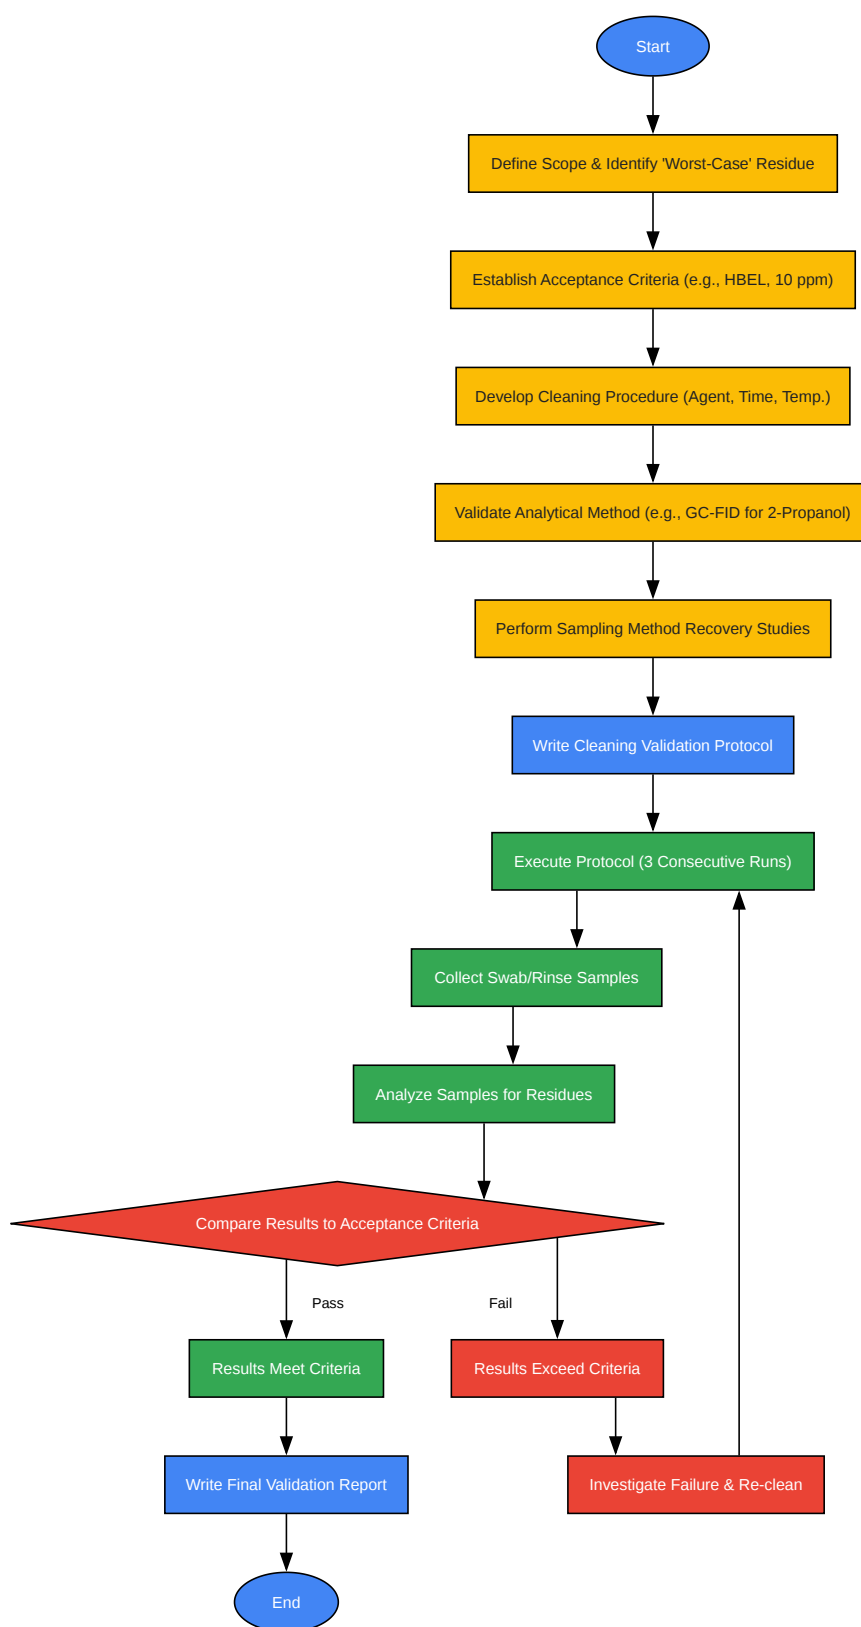 Start
Define Scope & Identify 'Worst-Case' Residue
Establish Acceptance Criteria (e.g., HBEL, 10 ppm)
Develop Cleaning Procedure (Agent, Time, Temp.)
Validate Analytical Method (e.g., GC-FID for 2-Propanol)
Perform Sampling Method Recovery Studies
Write Cleaning Validation Protocol
Execute Protocol (3 Consecutive Runs)
Collect Swab/Rinse Samples
Analyze Samples for Residues
Compare Results to Acceptance Criteria
Pass
Fail
Results Meet Criteria
Results Exceed Criteria
Write Final Validation Report
Investigate Failure & Re-clean
End